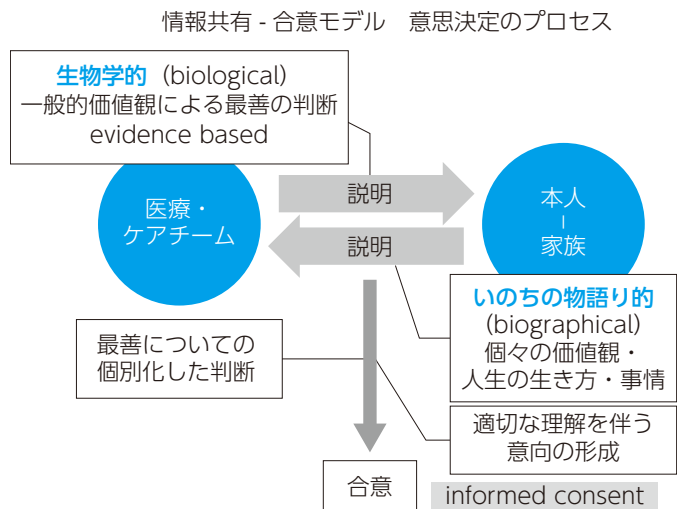 情報共有 - 合意モデル 意思決定のプロセス
生物学的 (biological)
一般的価値観による最善の判断
evidence based
医療・
ケアチーム
説明
説明
本人
−
家族
いのちの物語り的
(biographical)
個々の価値観・
人生の生き方・事情
最善についての
個別化した判断
適切な理解を伴う
意向の形成
合意
informed consent